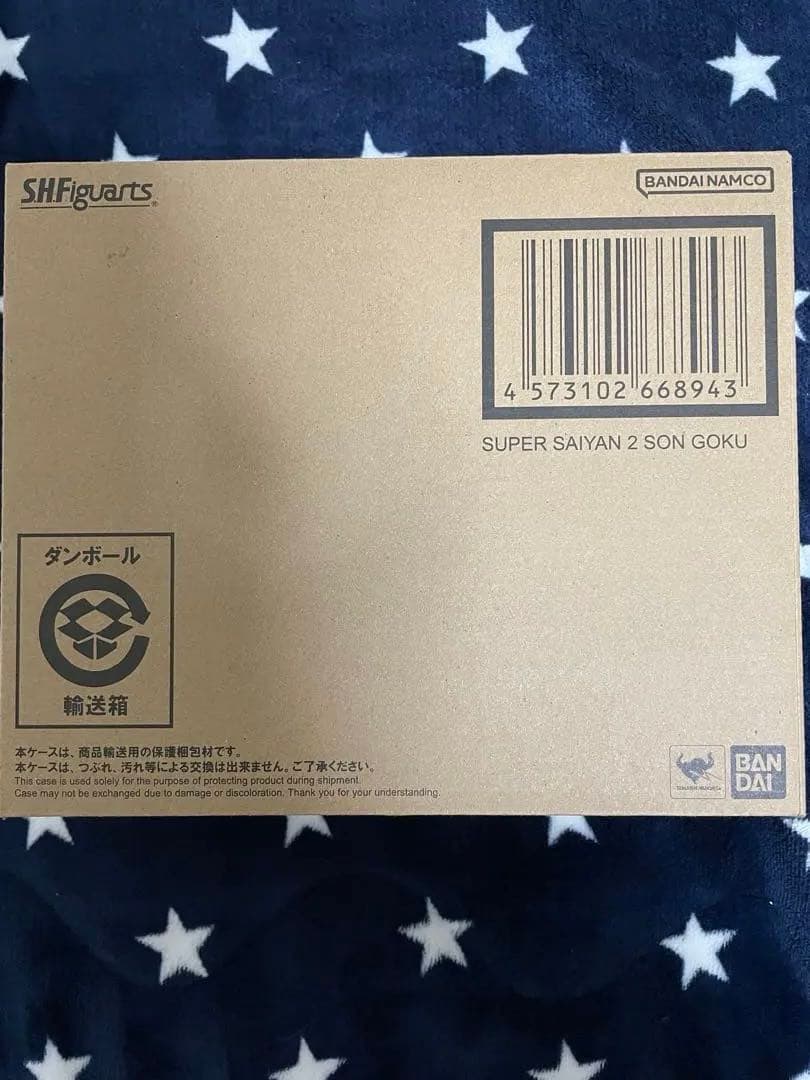 S.H.Figuarts
BANDAI NAMCO
4 573102 668943
SUPER SAIYAN 2 SON GOKU
ダンボール
輸送箱
本ケースは、商品輸送用の保護梱包材です。
本ケースは、つぶれ、汚れ等による交換は出来ません。ご了承ください。
This case is used solely for the purpose of protecting product during shipment.
Case may not be exchanged due to damage or discoloration. Thank you for your understanding.
TAMASHII NATIONS
BAN
DAI